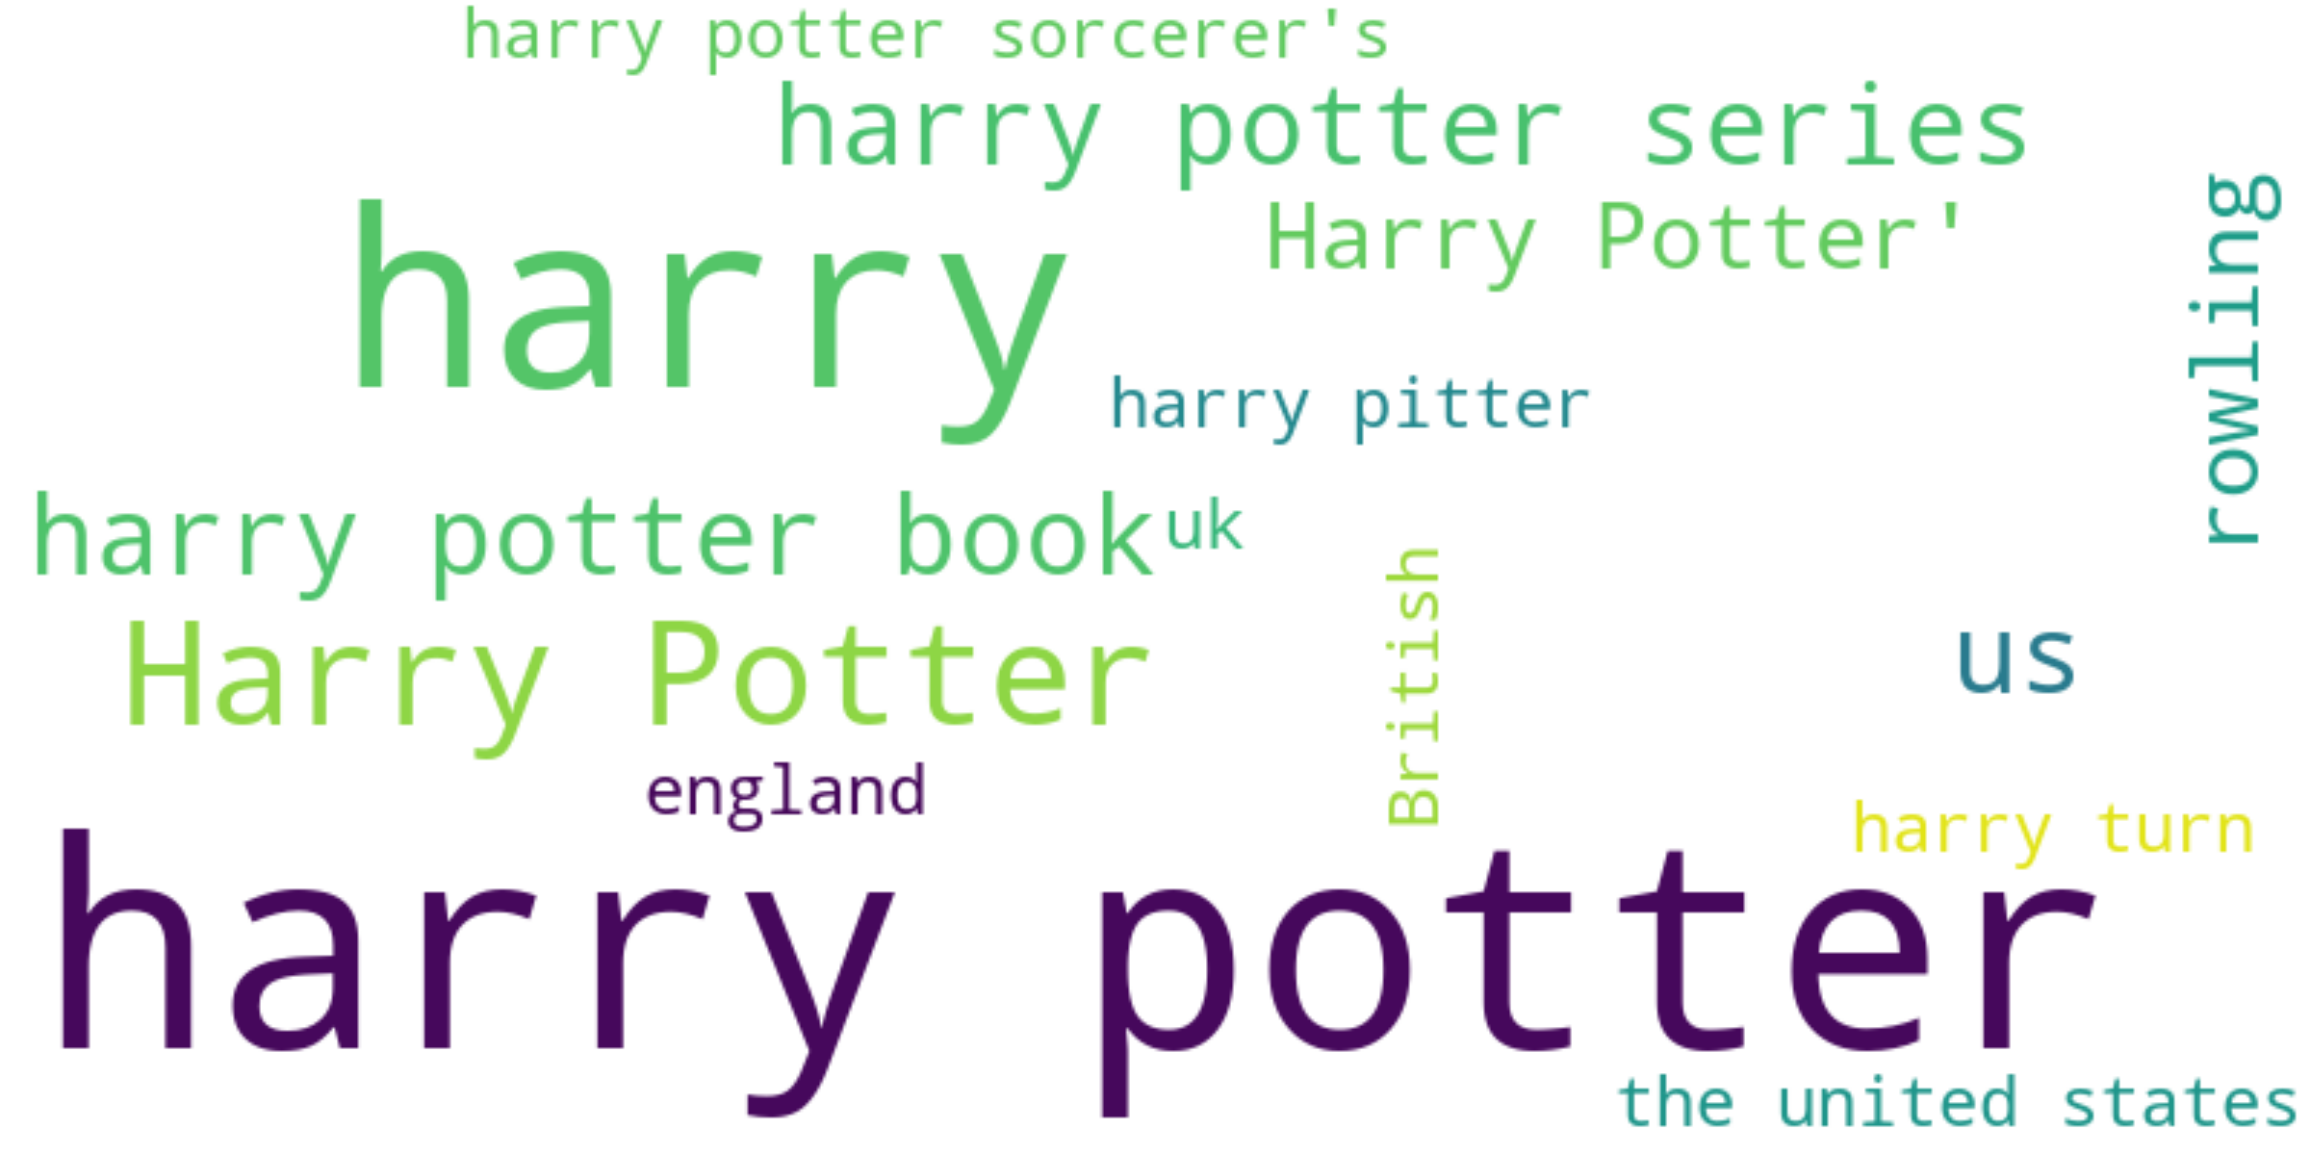 harry potter sorcerer's
harry potter series
harry
Harry Potter'
rowling
harry pitter
harry potter book
uk
British
Harry Potter
us
england
harry turn
harry potter
the united states